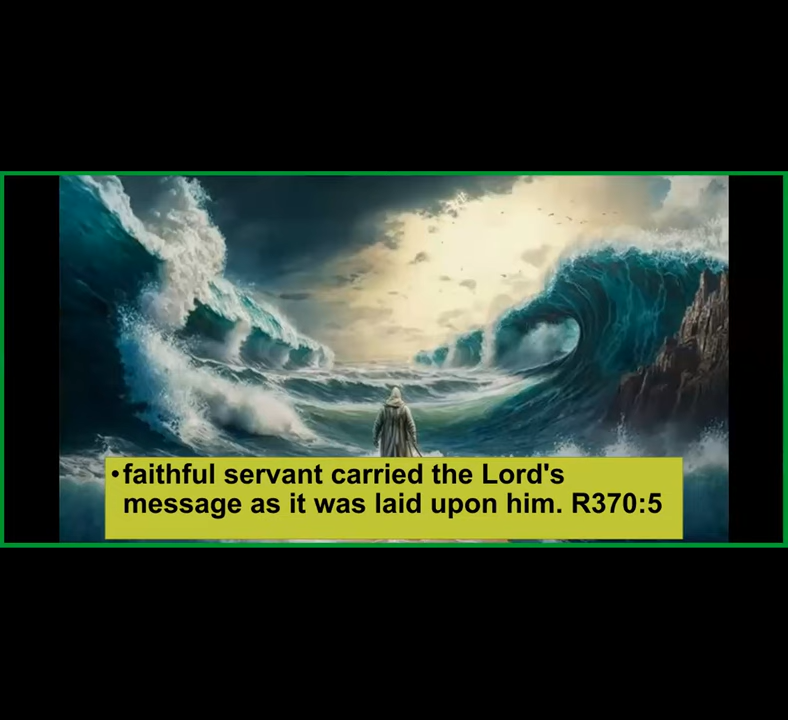 •faithful servant carried the Lord's
message as it was laid upon him. R370:5